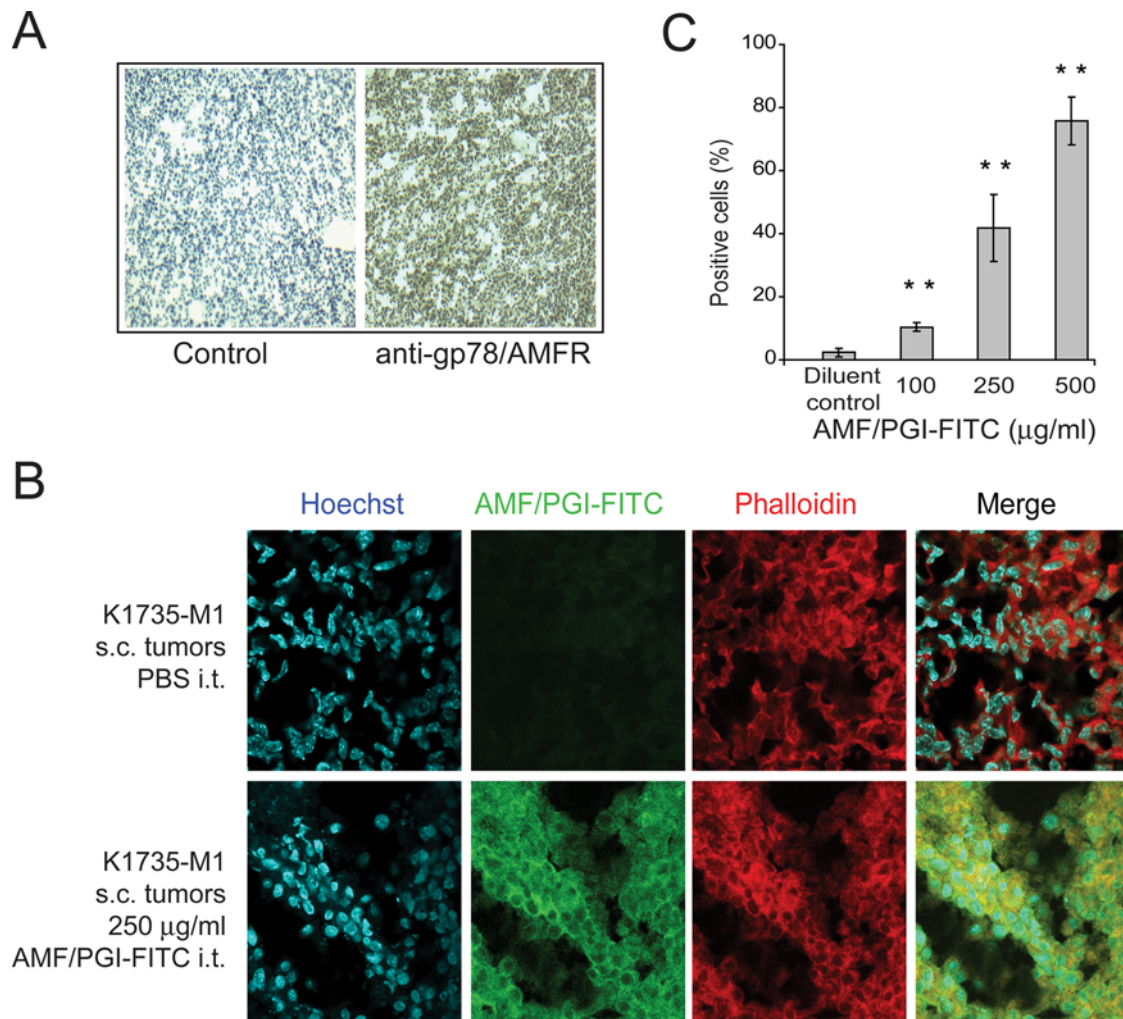 A
Control
anti-gp78/AMFR
C
Positive cells (%)
100
80
60
40
20
0
* *
* *
* *
Diluent
control
100
250
500
AMF/PGI-FITC (µg/ml)
B
Hoechst
AMF/PGI-FITC
Phalloidin
Merge
K1735-M1
s.c. tumors
PBS i.t.
K1735-M1
s.c. tumors
250 µg/ml
AMF/PGI-FITC i.t.